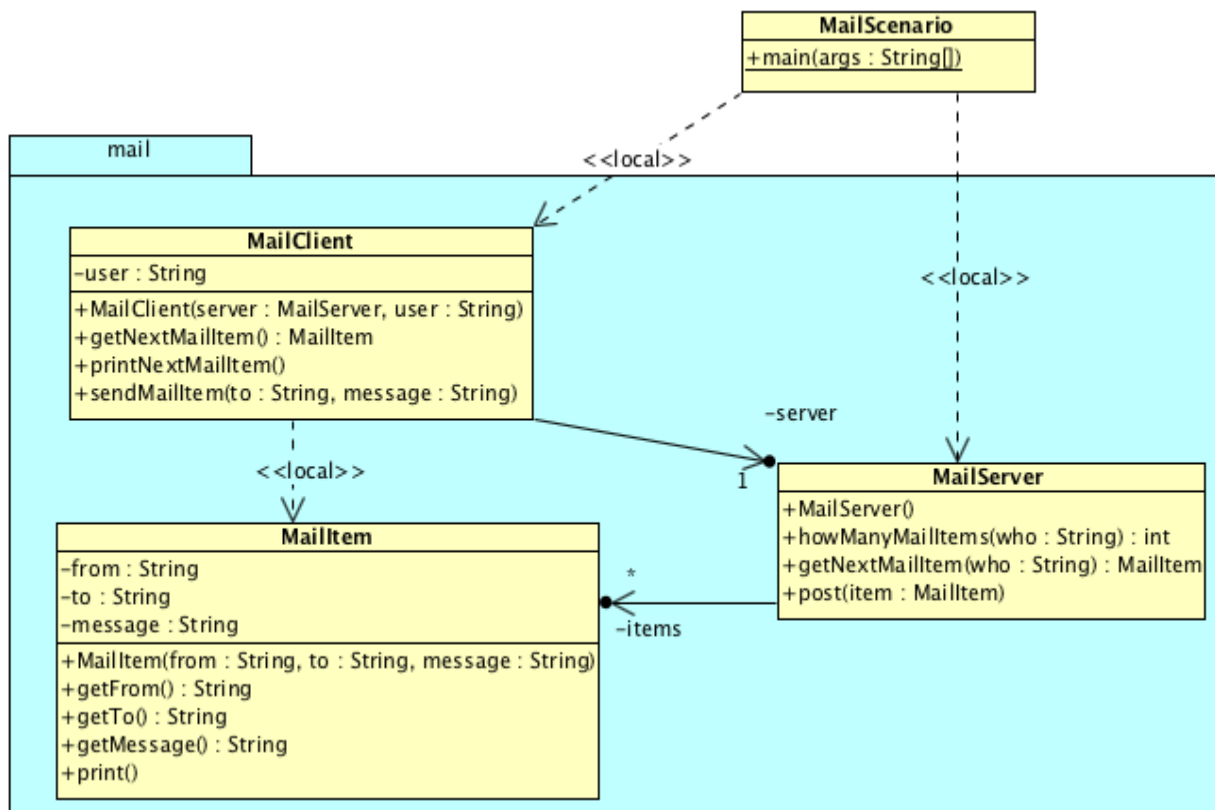 MailScenario
+main(args : String[])
mail
<<local>>
MailClient
-user : String
+MailClient(server : MailServer, user : String)
+getNextMailItem() : MailItem
+printNextMailItem()
+sendMailItem(to : String, message : String)
<<local>>
-server
1
<<local>>
MailServer
+MailServer()
+howManyMailItems(who : String) : int
+getNextMailItem(who : String) : MailItem
+post(item : MailItem)
MailItem
-from : String
-to : String
-message : String
*
-items
+MailItem(from : String, to : String, message : String)
+getFrom() : String
+getTo() : String
+getMessage() : String
+print()